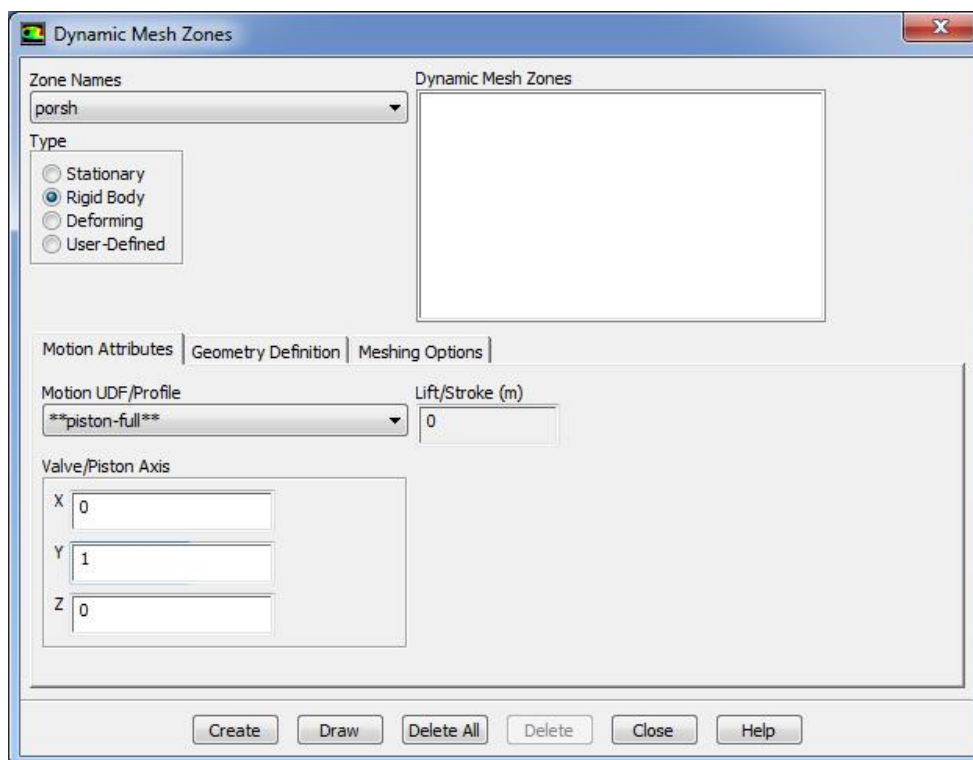 Dynamic Mesh Zones
Zone Names
porsh
Type
Stationary
Rigid Body
Deforming
User-Defined
Dynamic Mesh Zones
Motion Attributes
Geometry Definition
Meshing Options
Motion UDF/Profile
**piston-full**
Lift/Stroke (m)
0
Valve/Piston Axis
X 0
Y 1
Z 0
Create
Draw
Delete All
Delete
Close
Help